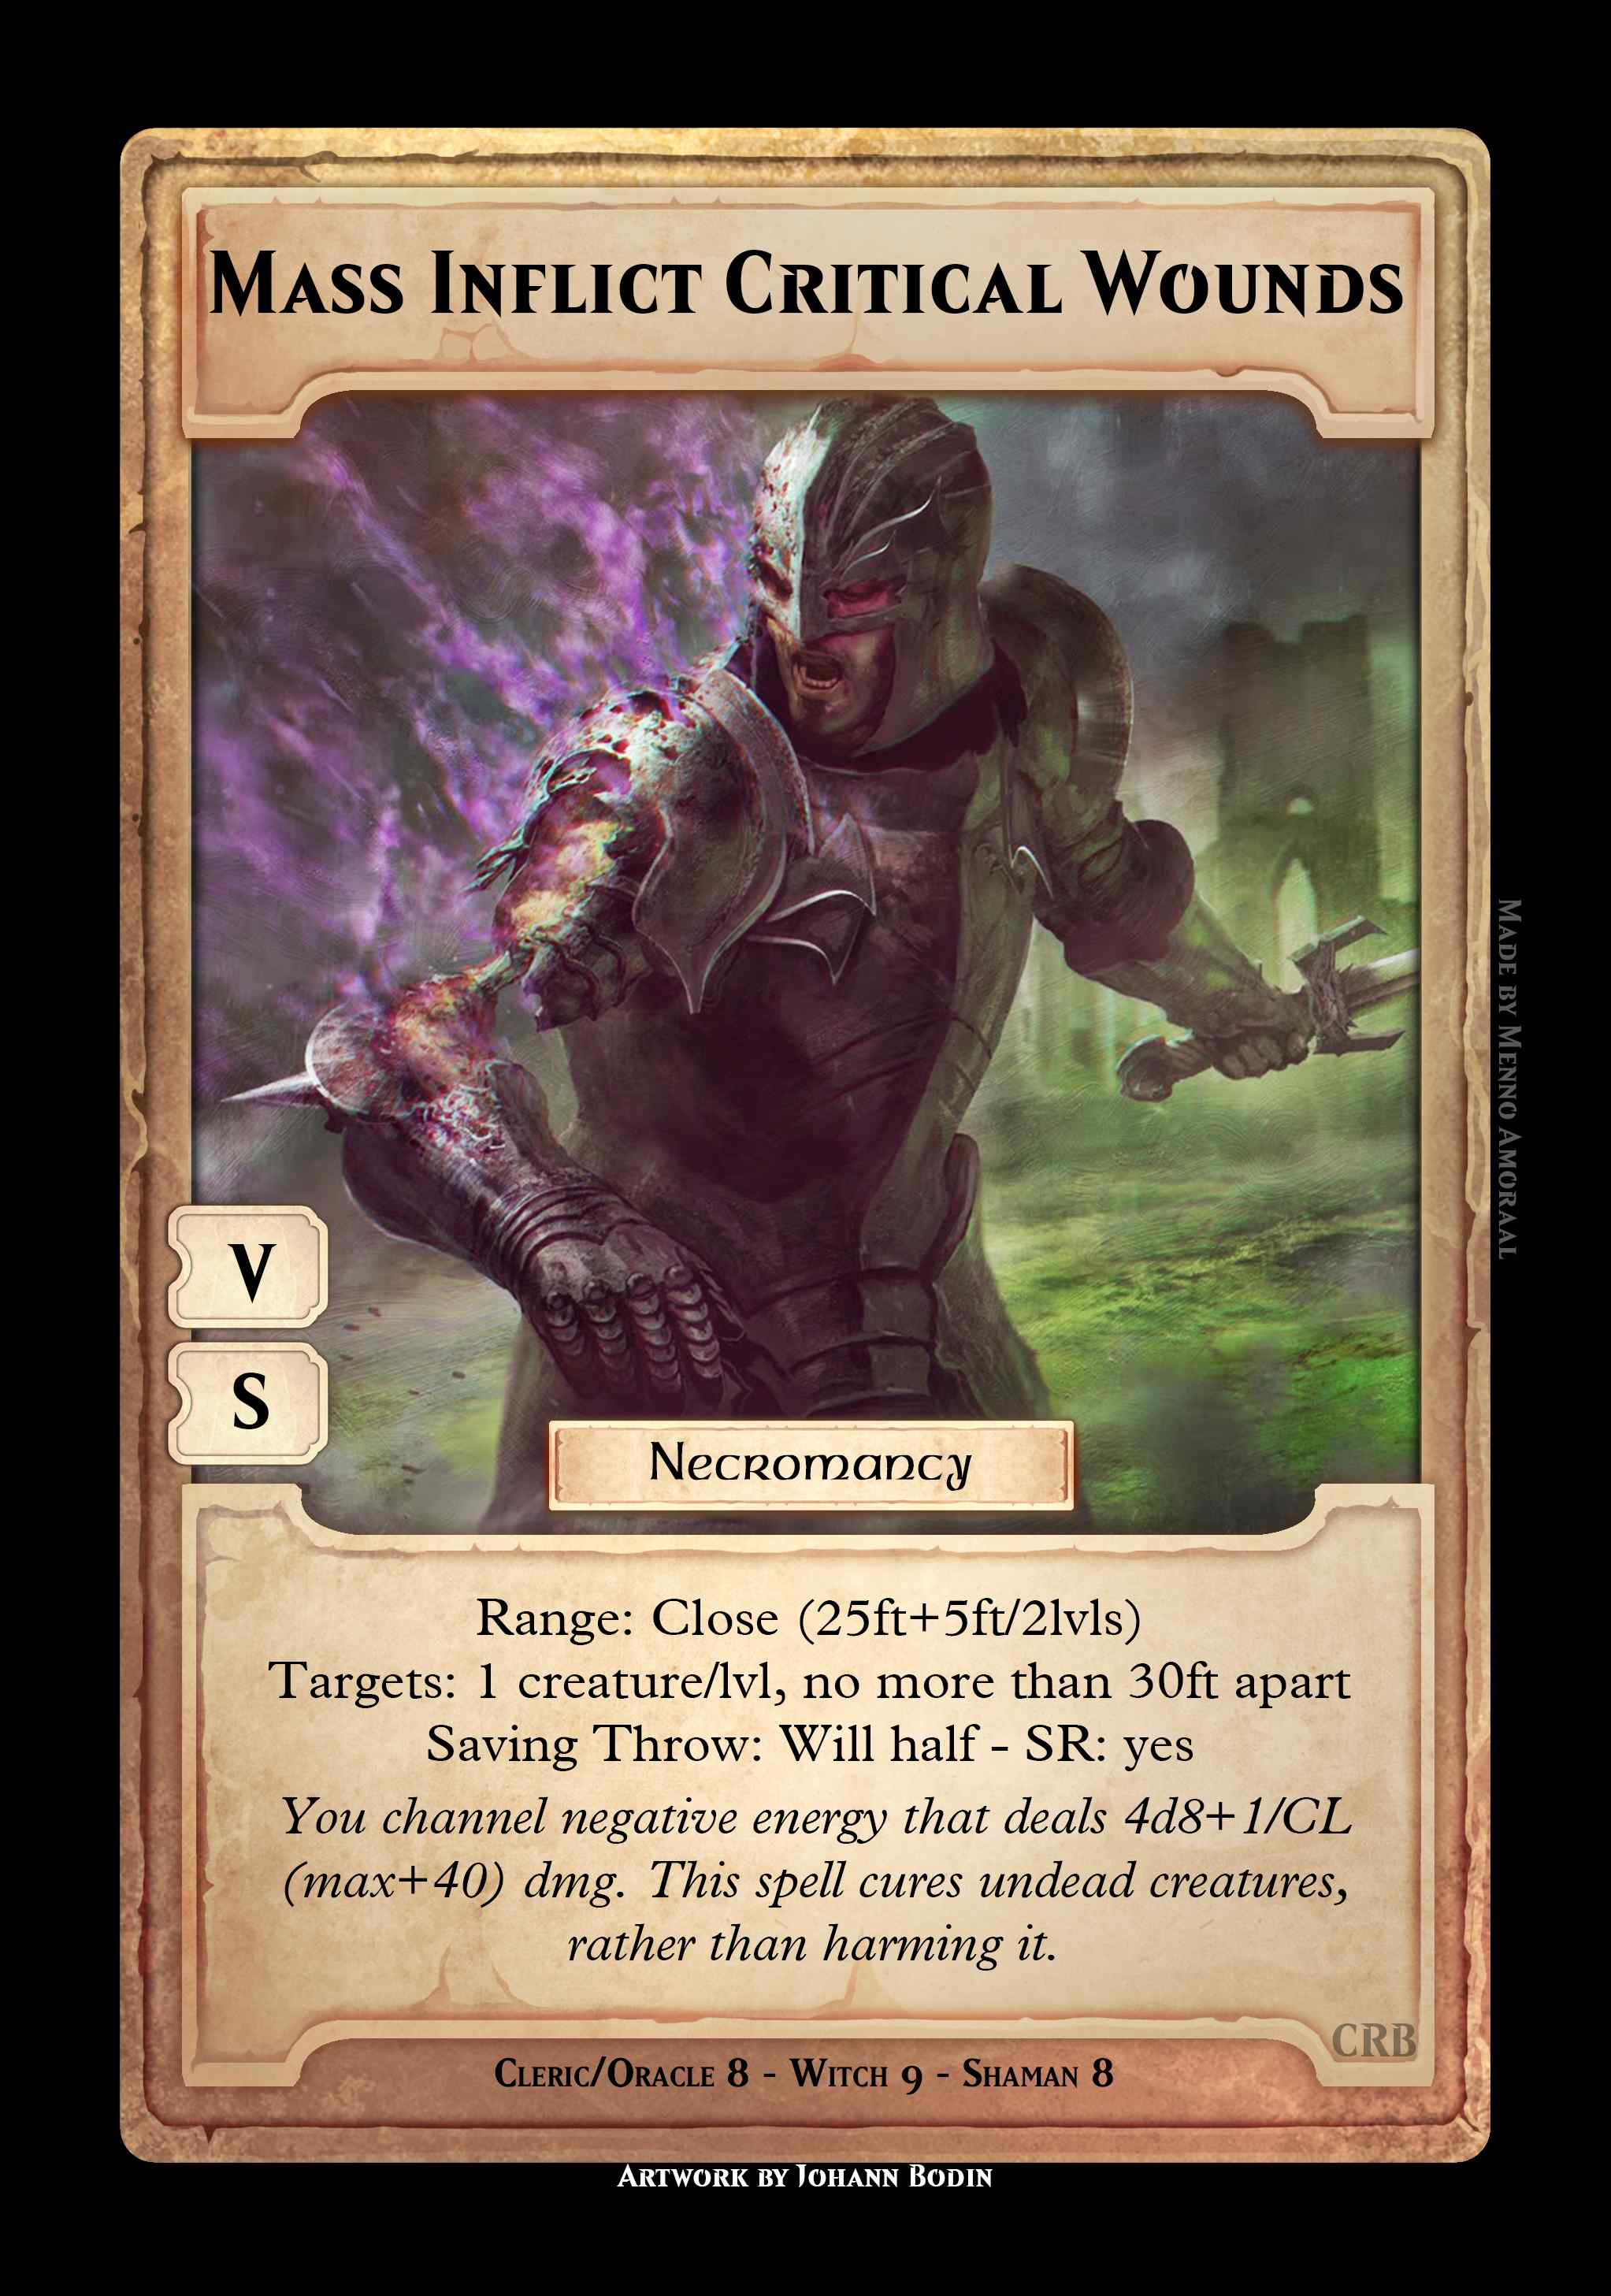 Mass Inflict Critical Wounds
Made by Menno Amoraal
V
S
Necromancy
Range: Close (25ft+5ft/2lvls)
Targets: 1 creature/lvl, no more than 30ft apart
Saving Throw: Will half - SR: yes
You channel negative energy that deals 4d8+1/CL
(max+40) dmg. This spell cures undead creatures,
rather than harming it.
CRB
Cleric/Oracle 8 - Witch 9 - Shaman 8
Artwork by Johann Bodin